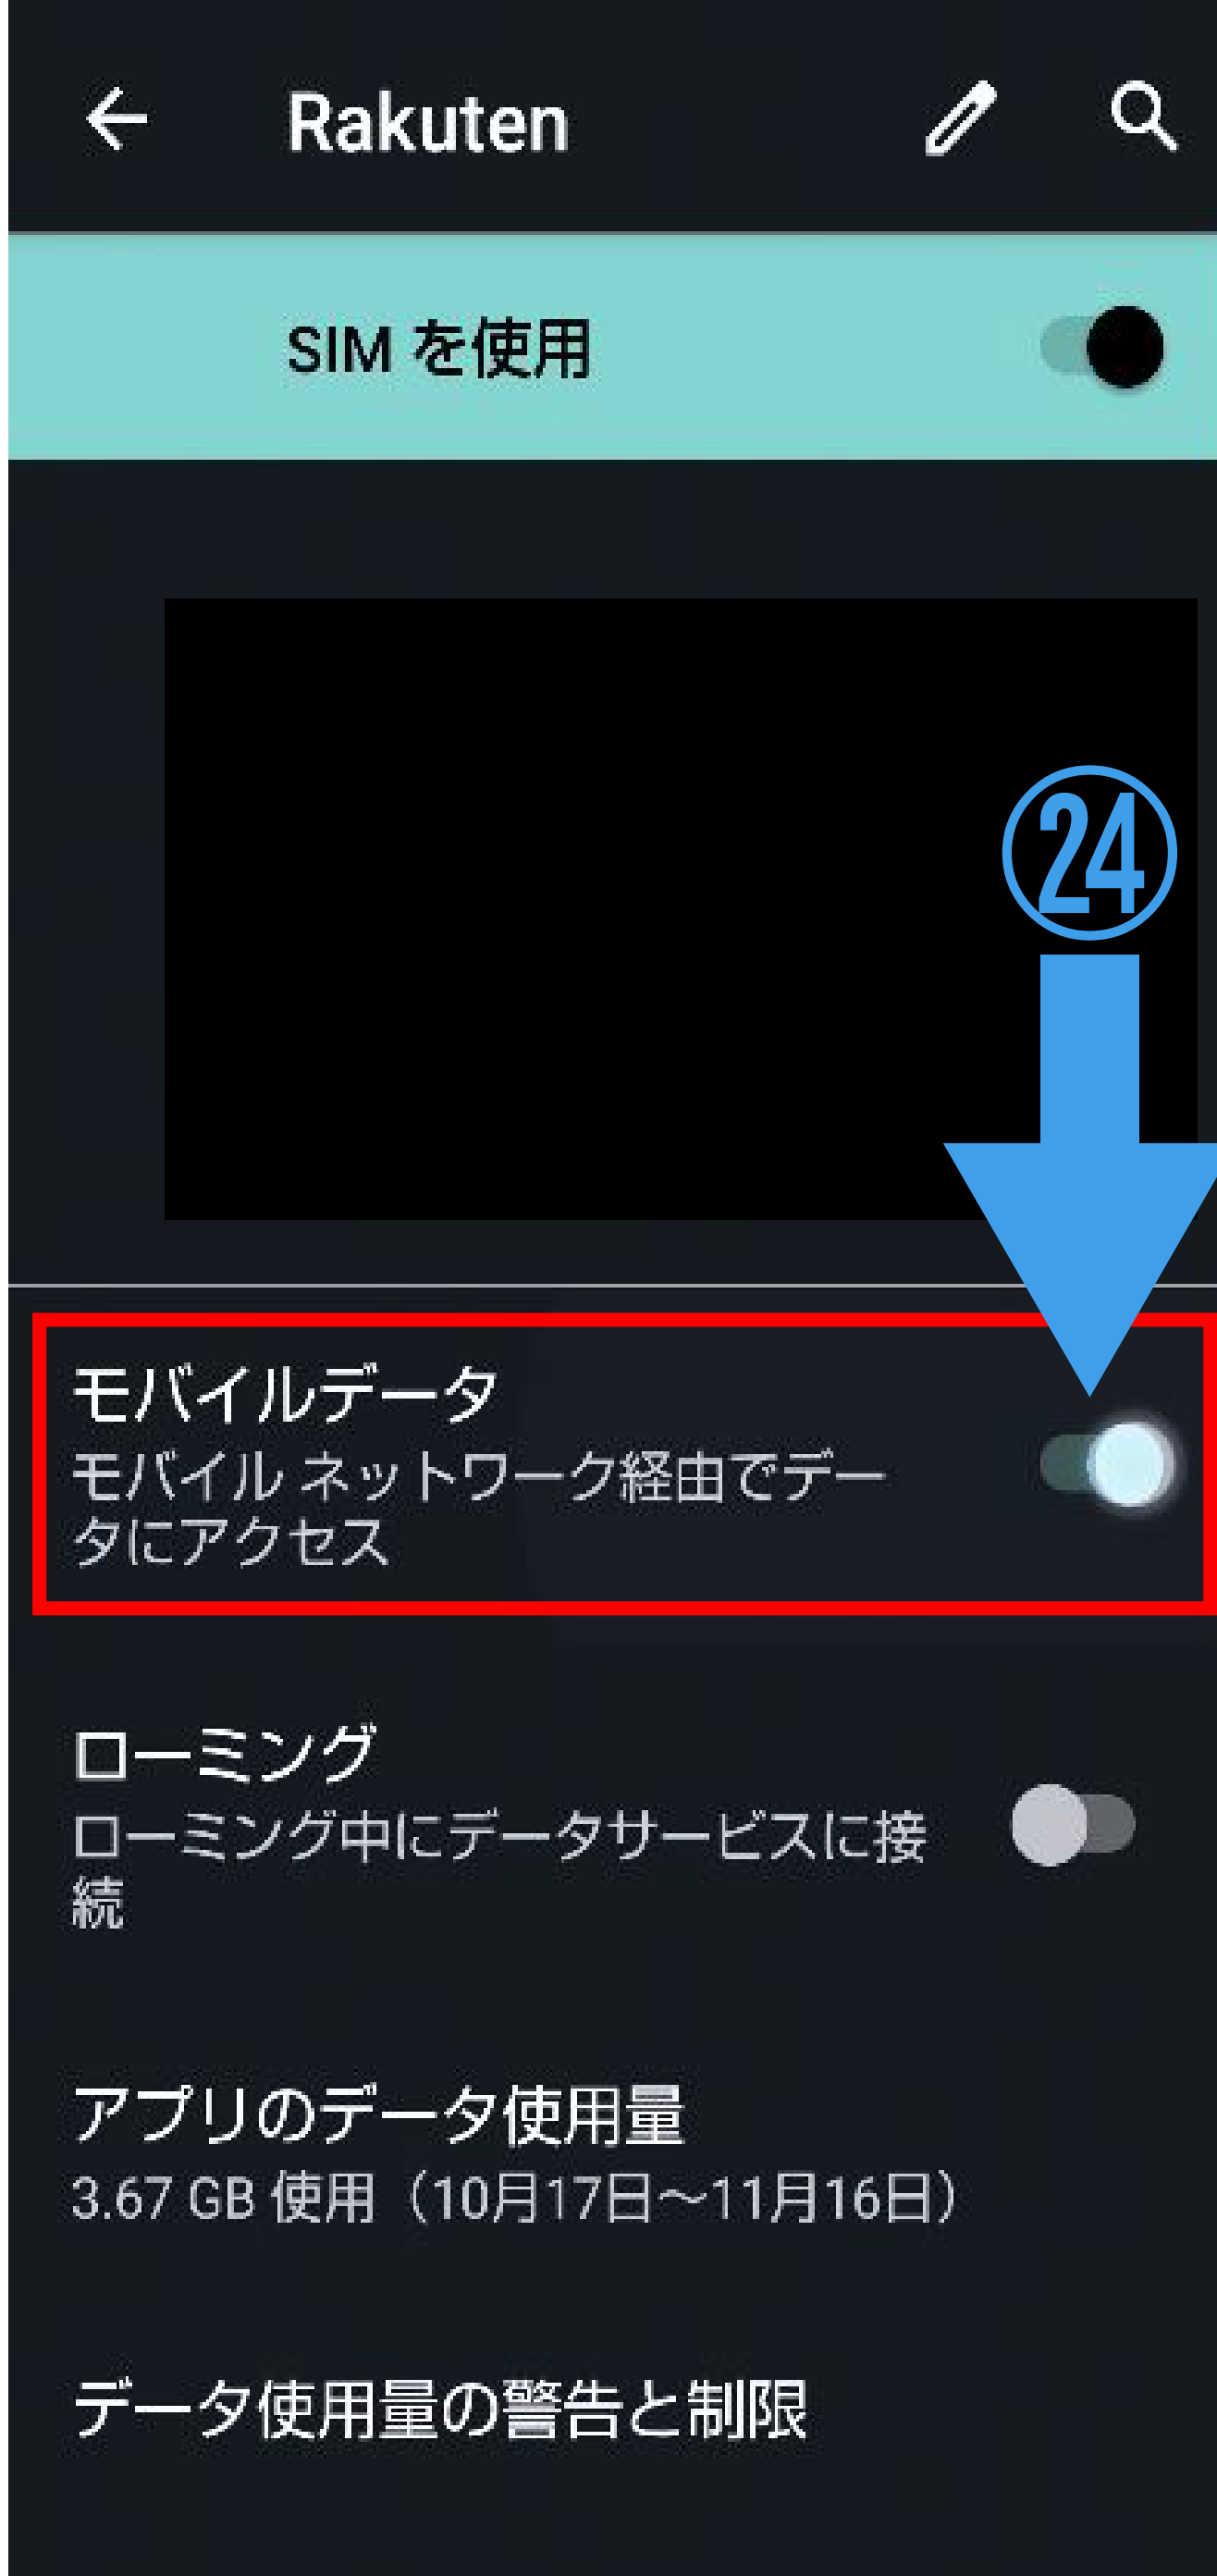 Rakuten
SIM を使用
㉔
モバイルデータ
モバイル ネットワーク経由でデー
タにアクセス
ローミング
ローミング中にデータサービスに接
続
アプリのデータ使用量
3.67 GB 使用（10月17日～11月16日）
データ使用量の警告と制限